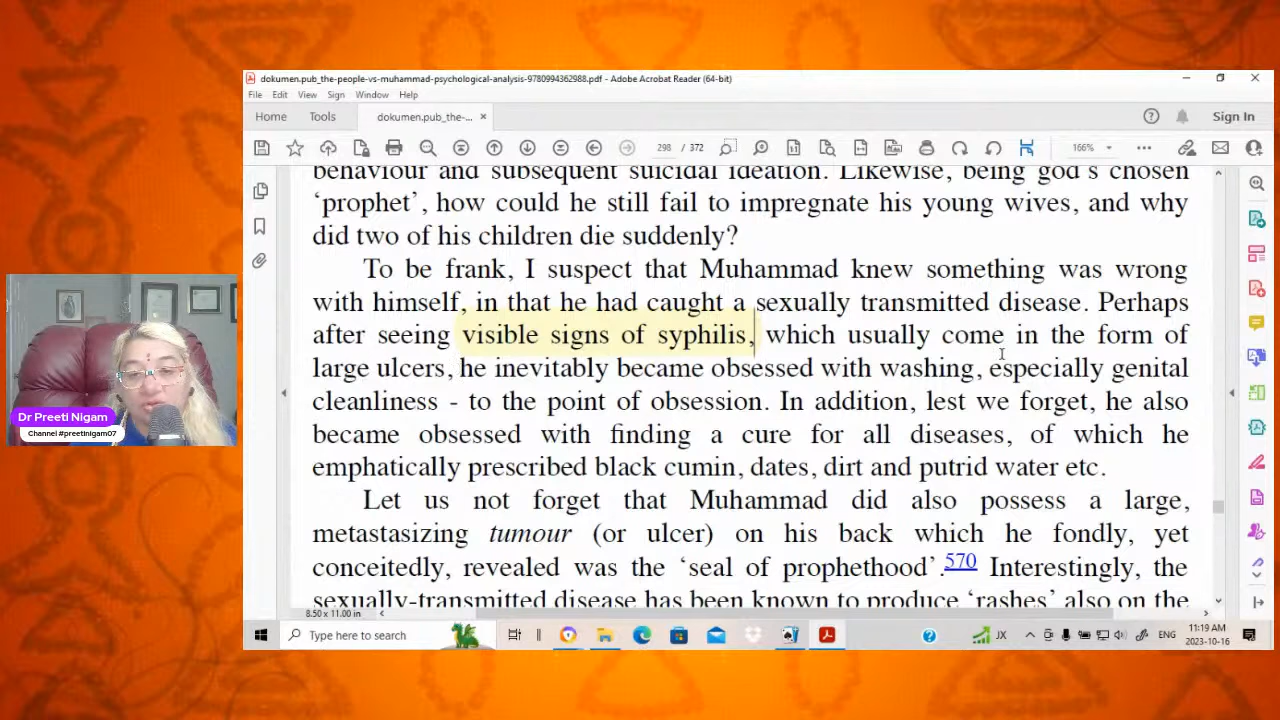 dokumen.pub_the-people-vs-muhammad-psychological-analysis-9780994362988.pdf - Adobe Acrobat Reader (64-bit)
File Edit View Sign Window Help
Home Tools dokumen.pub_the-... × Sign In
298 / 372 166%
behaviour and subsequent suicidal ideation. Likewise, being god's chosen
'prophet', how could he still fail to impregnate his young wives, and why
did two of his children die suddenly?
To be frank, I suspect that Muhammad knew something was wrong
with himself, in that he had caught a sexually transmitted disease. Perhaps
after seeing visible signs of syphilis, which usually come in the form of
large ulcers, he inevitably became obsessed with washing, especially genital
cleanliness - to the point of obsession. In addition, lest we forget, he also
became obsessed with finding a cure for all diseases, of which he
emphatically prescribed black cumin, dates, dirt and putrid water etc.
Let us not forget that Muhammad did also possess a large,
metastasizing tumour (or ulcer) on his back which he fondly, yet
conceitedly, revealed was the 'seal of prophethood'.570 Interestingly, the
sexually-transmitted disease has been known to produce 'rashes' also on the
8.50 x 11.00 in
Dr Preeti Nigam
Channel #preetinigam07
Type here to search
JX
ENG
11:19 AM
2023-10-16